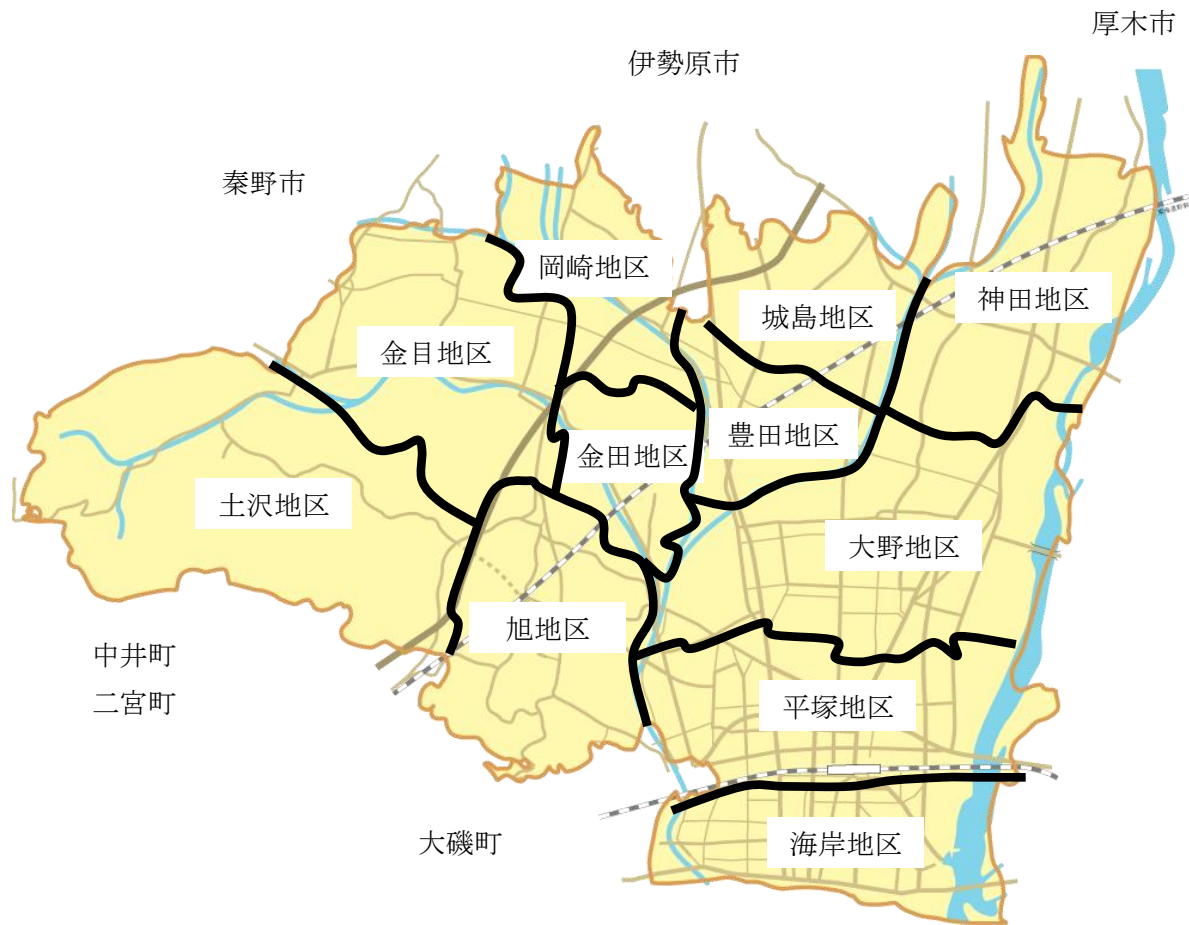 厚木市
伊勢原市
秦野市
岡崎地区
神田地区
城島地区
金目地区
豊田地区
金田地区
土沢地区
大野地区
旭地区
中井町
二宮町
平塚地区
大磯町
海岸地区